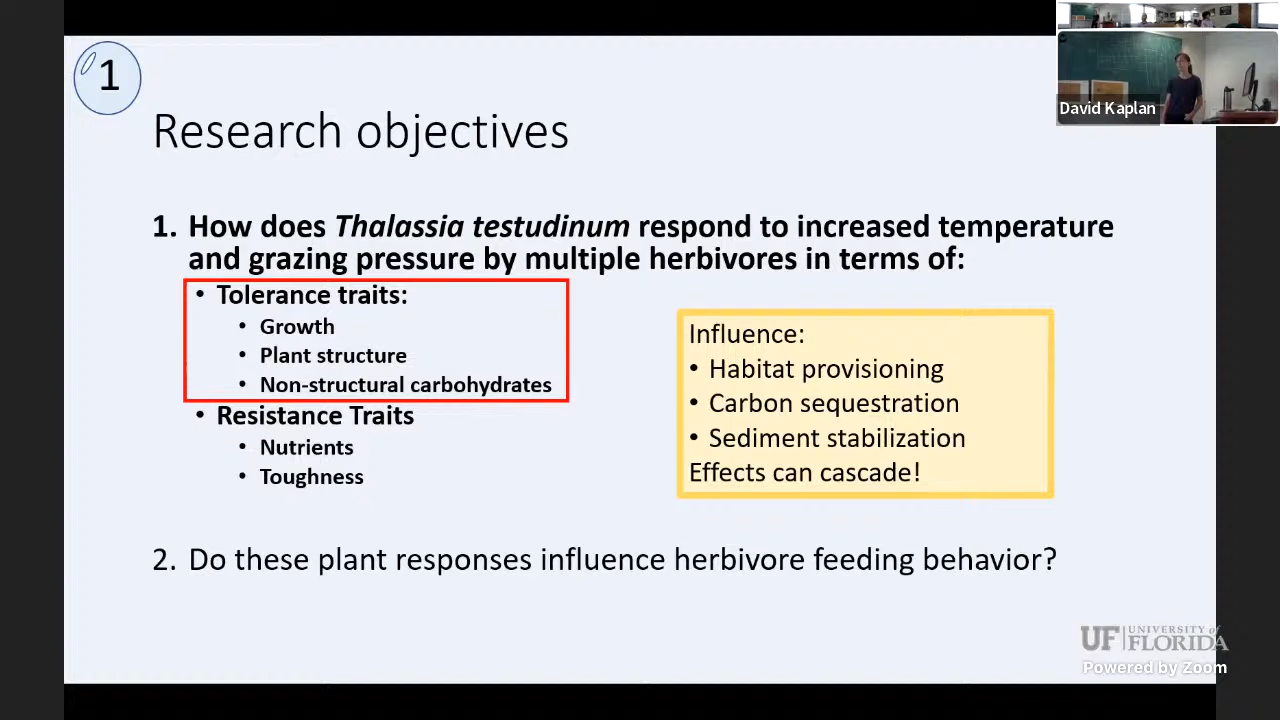 1
David Kaplan
Research objectives
1. How does Thalassia testudinum respond to increased temperature
and grazing pressure by multiple herbivores in terms of:
• Tolerance traits:
• Growth
• Plant structure
• Non-structural carbohydrates
• Resistance Traits
• Nutrients
• Toughness
Influence:
• Habitat provisioning
• Carbon sequestration
• Sediment stabilization
Effects can cascade!
2. Do these plant responses influence herbivore feeding behavior?
UF UNIVERSITY of
FLORIDA
Powered by Zoom